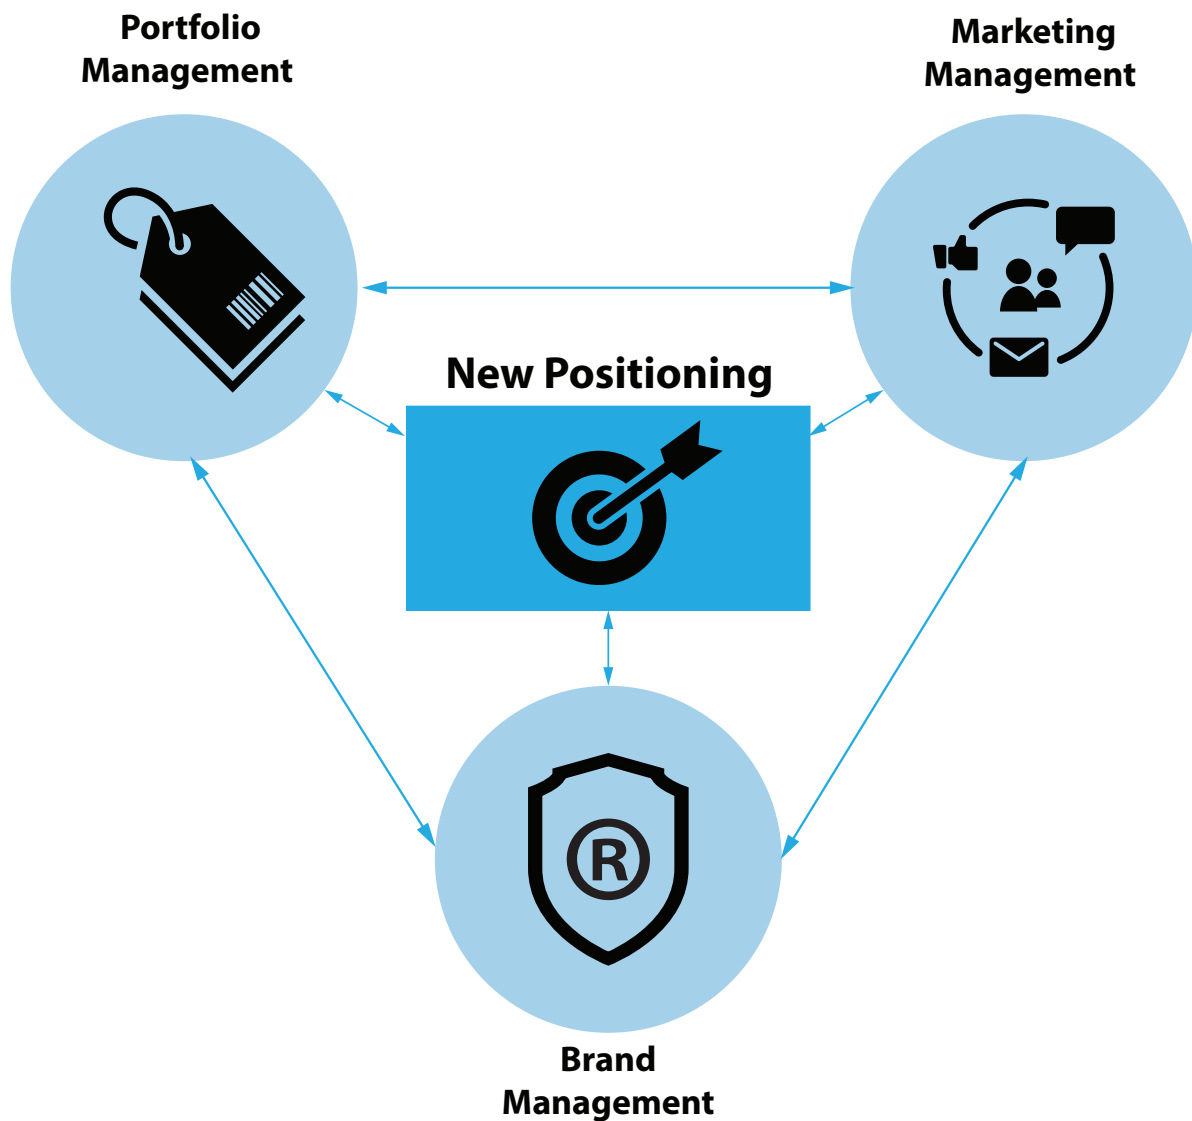 Portfolio
Management
Marketing
Management
New Positioning
®
Brand
Management